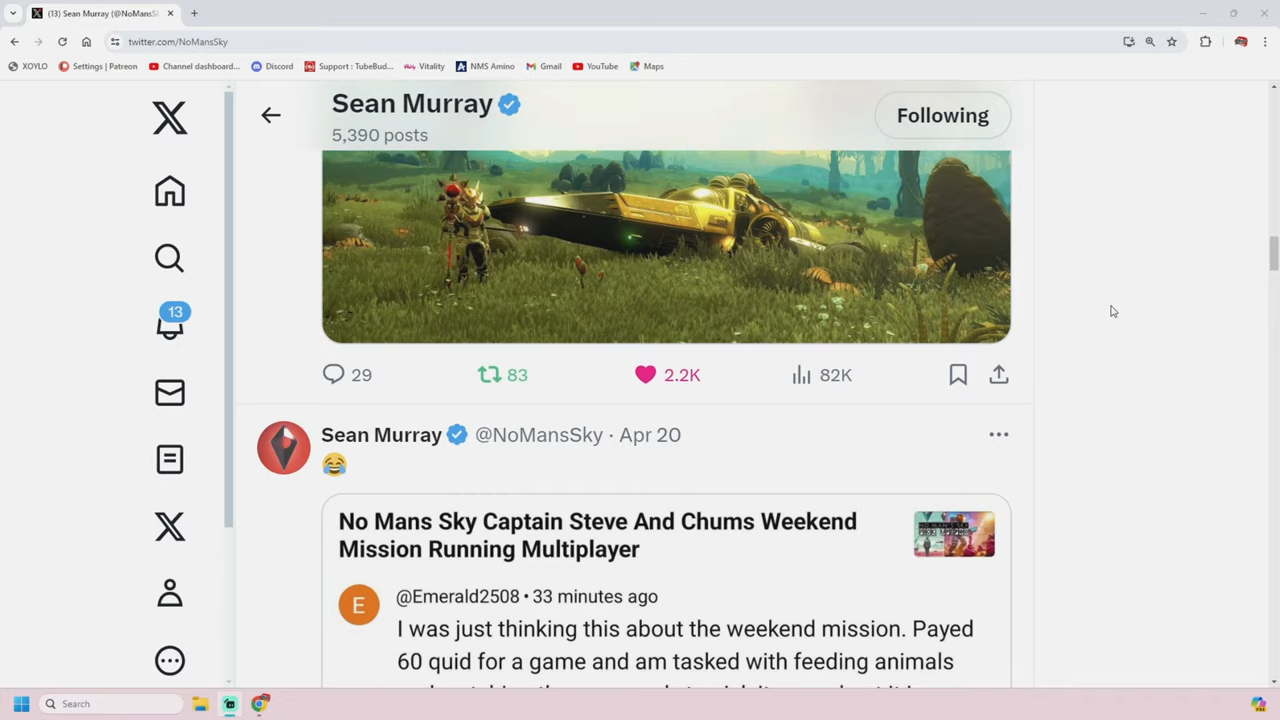 (13) Sean Murray (@NoMansS
twitter.com/NoMansSky
XOYLO
Settings | Patreon
Channel dashboard...
Discord
Support : TubeBud...
Vitality
NMS Amino
Gmail
YouTube
Maps
Sean Murray
5,390 posts
Following
13
29
83
2.2K
82K
Sean Murray @NoMansSky · Apr 20
😂
No Mans Sky Captain Steve And Chums Weekend
Mission Running Multiplayer
E
@Emerald2508 • 33 minutes ago
I was just thinking this about the weekend mission. Payed
60 quid for a game and am tasked with feeding animals
Search